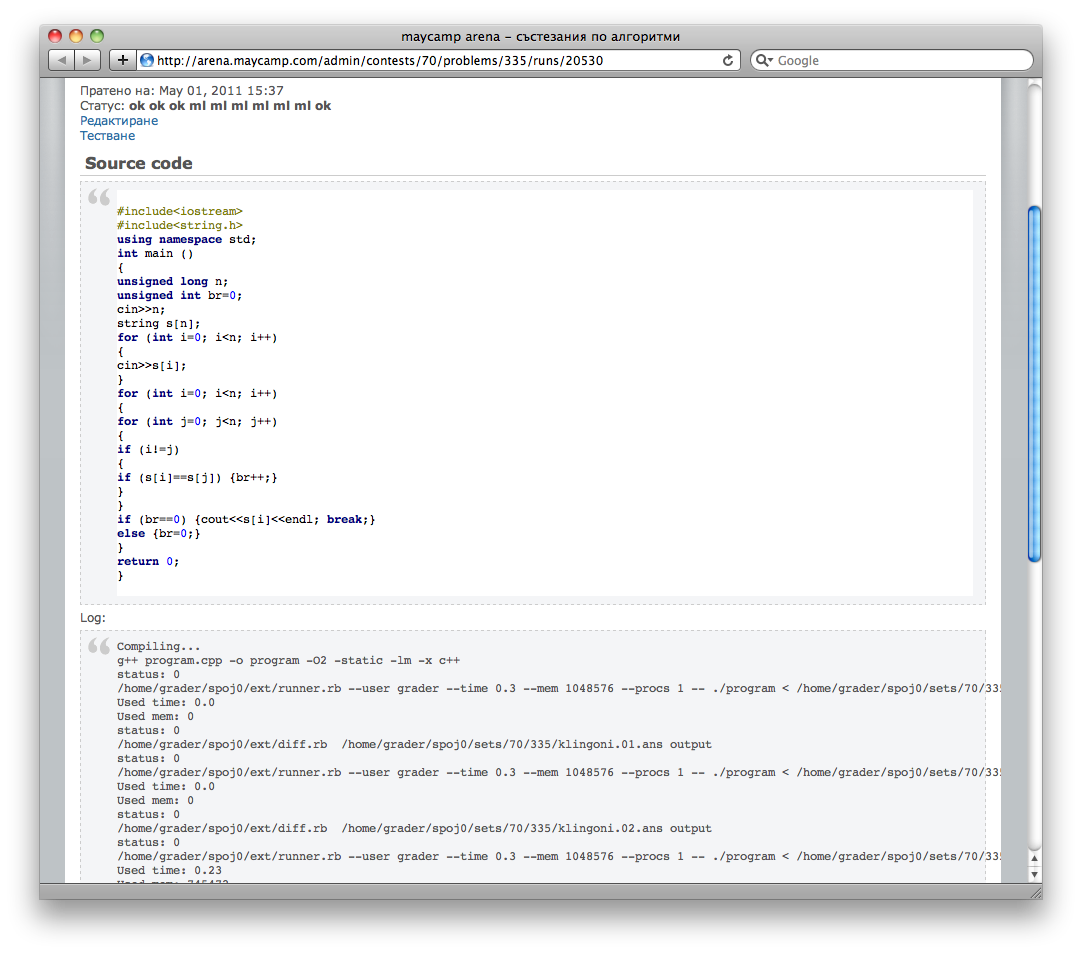 maycamp arena – състезания по алгоритми
http://arena.maycamp.com/admin/contests/70/problems/335/runs/20530
Google
Пратено на: May 01, 2011 15:37
Статус: ok ok ok ml ml ml ml ml ml ok
Редактиране
Тестване
Source code
#include<iostream>
#include<string.h>
using namespace std;
int main ()
{
unsigned long n;
unsigned int br=0;
cin>>n;
string s[n];
for (int i=0; i<n; i++)
{
cin>>s[i];
}
for (int i=0; i<n; i++)
{
for (int j=0; j<n; j++)
{
if (i!=j)
{
if (s[i]==s[j]) {br++;}
}
}
if (br==0) {cout<<s[i]<<endl; break;}
else {br=0;}
}
return 0;
}
Log:
Compiling...
g++ program.cpp -o program -O2 -static -lm -x c++
status: 0
/home/grader/spoj0/ext/runner.rb --user grader --time 0.3 --mem 1048576 --procs 1 -- ./program < /home/grader/spoj0/sets/70/335
Used time: 0.0
Used mem: 0
status: 0
/home/grader/spoj0/ext/diff.rb  /home/grader/spoj0/sets/70/335/klingoni.01.ans output
status: 0
/home/grader/spoj0/ext/runner.rb --user grader --time 0.3 --mem 1048576 --procs 1 -- ./program < /home/grader/spoj0/sets/70/335
Used time: 0.0
Used mem: 0
status: 0
/home/grader/spoj0/ext/diff.rb  /home/grader/spoj0/sets/70/335/klingoni.02.ans output
status: 0
/home/grader/spoj0/ext/runner.rb --user grader --time 0.3 --mem 1048576 --procs 1 -- ./program < /home/grader/spoj0/sets/70/335
Used time: 0.23
Used mem: